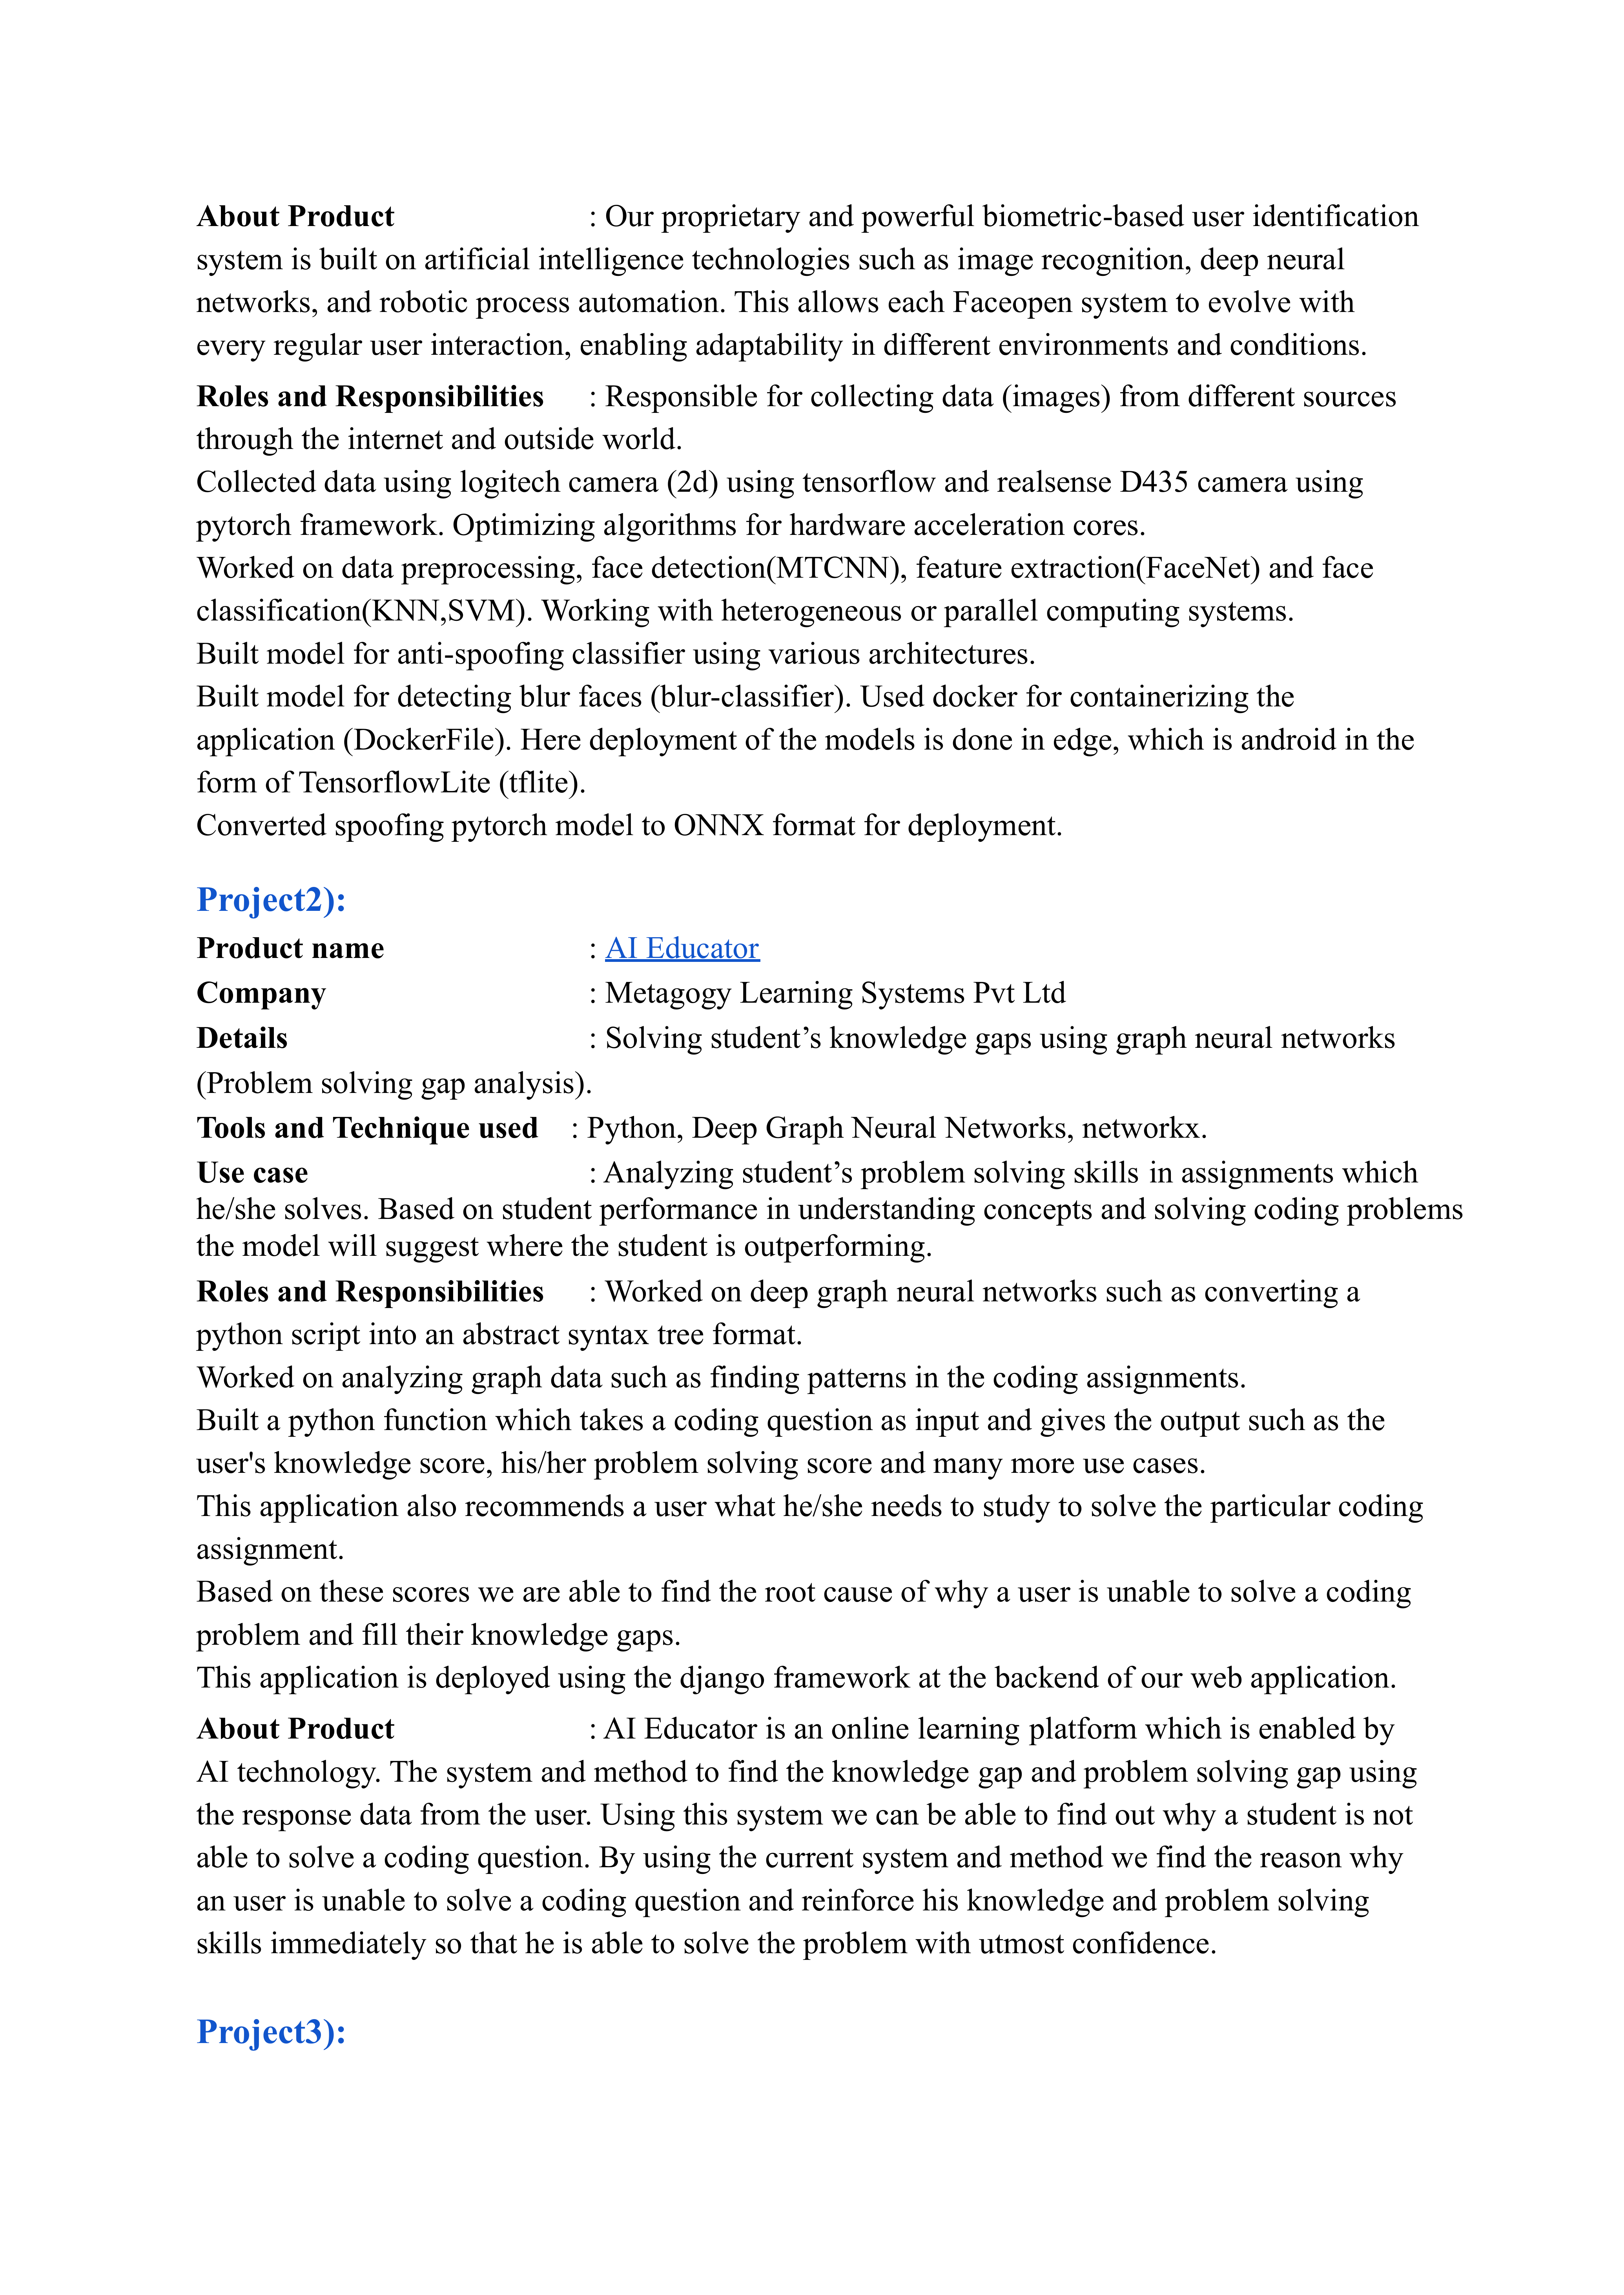 About Product : Our proprietary and powerful biometric-based user identification
system is built on artificial intelligence technologies such as image recognition, deep neural
networks, and robotic process automation. This allows each Faceopen system to evolve with
every regular user interaction, enabling adaptability in different environments and conditions.
Roles and Responsibilities : Responsible for collecting data (images) from different sources
through the internet and outside world.
Collected data using logitech camera (2d) using tensorflow and realsense D435 camera using
pytorch framework. Optimizing algorithms for hardware acceleration cores.
Worked on data preprocessing, face detection(MTCNN), feature extraction(FaceNet) and face
classification(KNN,SVM). Working with heterogeneous or parallel computing systems.
Built model for anti-spoofing classifier using various architectures.
Built model for detecting blur faces (blur-classifier). Used docker for containerizing the
application (DockerFile). Here deployment of the models is done in edge, which is android in the
form of TensorflowLite (tflite).
Converted spoofing pytorch model to ONNX format for deployment.
Project2):
Product name : AI Educator
Company : Metagogy Learning Systems Pvt Ltd
Details : Solving student’s knowledge gaps using graph neural networks
(Problem solving gap analysis).
Tools and Technique used : Python, Deep Graph Neural Networks, networkx.
Use case : Analyzing student’s problem solving skills in assignments which
he/she solves. Based on student performance in understanding concepts and solving coding problems
the model will suggest where the student is outperforming.
Roles and Responsibilities : Worked on deep graph neural networks such as converting a
python script into an abstract syntax tree format.
Worked on analyzing graph data such as finding patterns in the coding assignments.
Built a python function which takes a coding question as input and gives the output such as the
user's knowledge score, his/her problem solving score and many more use cases.
This application also recommends a user what he/she needs to study to solve the particular coding
assignment.
Based on these scores we are able to find the root cause of why a user is unable to solve a coding
problem and fill their knowledge gaps.
This application is deployed using the django framework at the backend of our web application.
About Product : AI Educator is an online learning platform which is enabled by
AI technology. The system and method to find the knowledge gap and problem solving gap using
the response data from the user. Using this system we can be able to find out why a student is not
able to solve a coding question. By using the current system and method we find the reason why
an user is unable to solve a coding question and reinforce his knowledge and problem solving
skills immediately so that he is able to solve the problem with utmost confidence.
Project3):